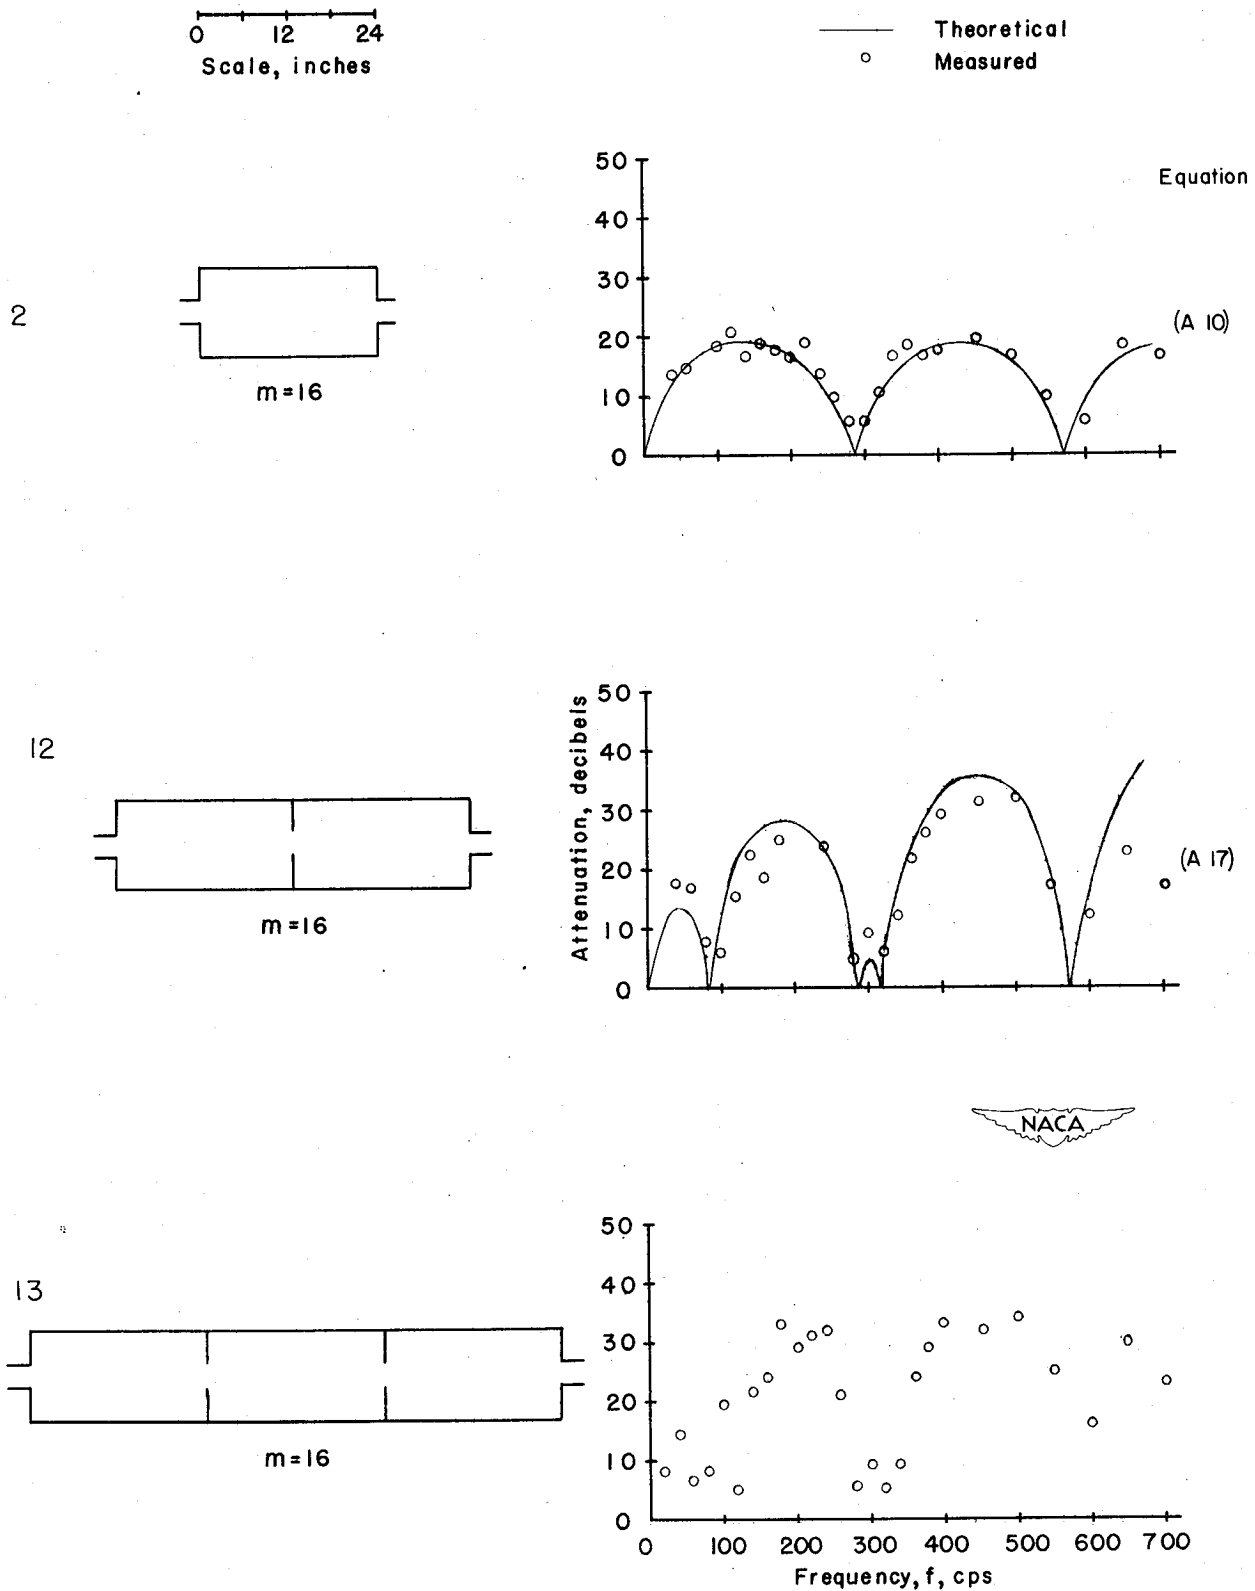 0 12 24
Scale, inches
Theoretical
Measured
Equation
50
40
30
20
10
0
2
m=16
(A 10)
50
40
30
20
10
0
Attenuation, decibels
12
m=16
(A 17)
NACA
50
40
30
20
10
0
13
m=16
0 100 200 300 400 500 600 700
Frequency, f, cps